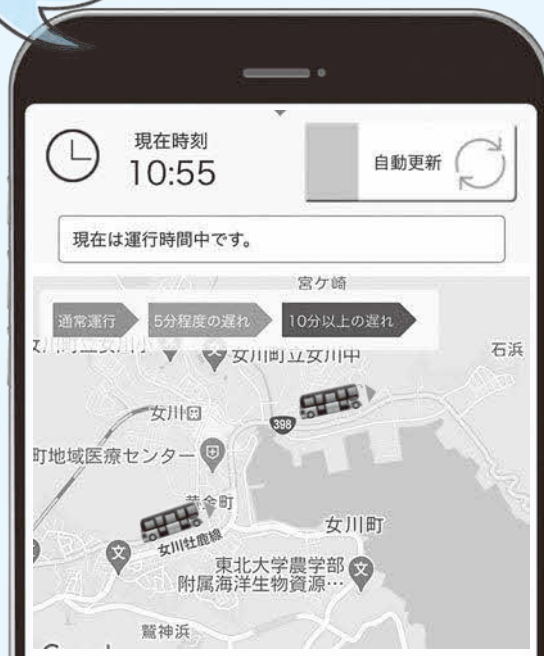 現在時刻
10:55
自動更新
現在は運行時間中です。
宮ケ崎
通常運行
5分程度の遅れ
10分以上の遅れ
女川町立女川中
石浜
女川
398
町地域医療センター
黄金町
女川町
女川牡鹿線
東北大学農学部
附属海洋生物資源…
文
鷲神浜